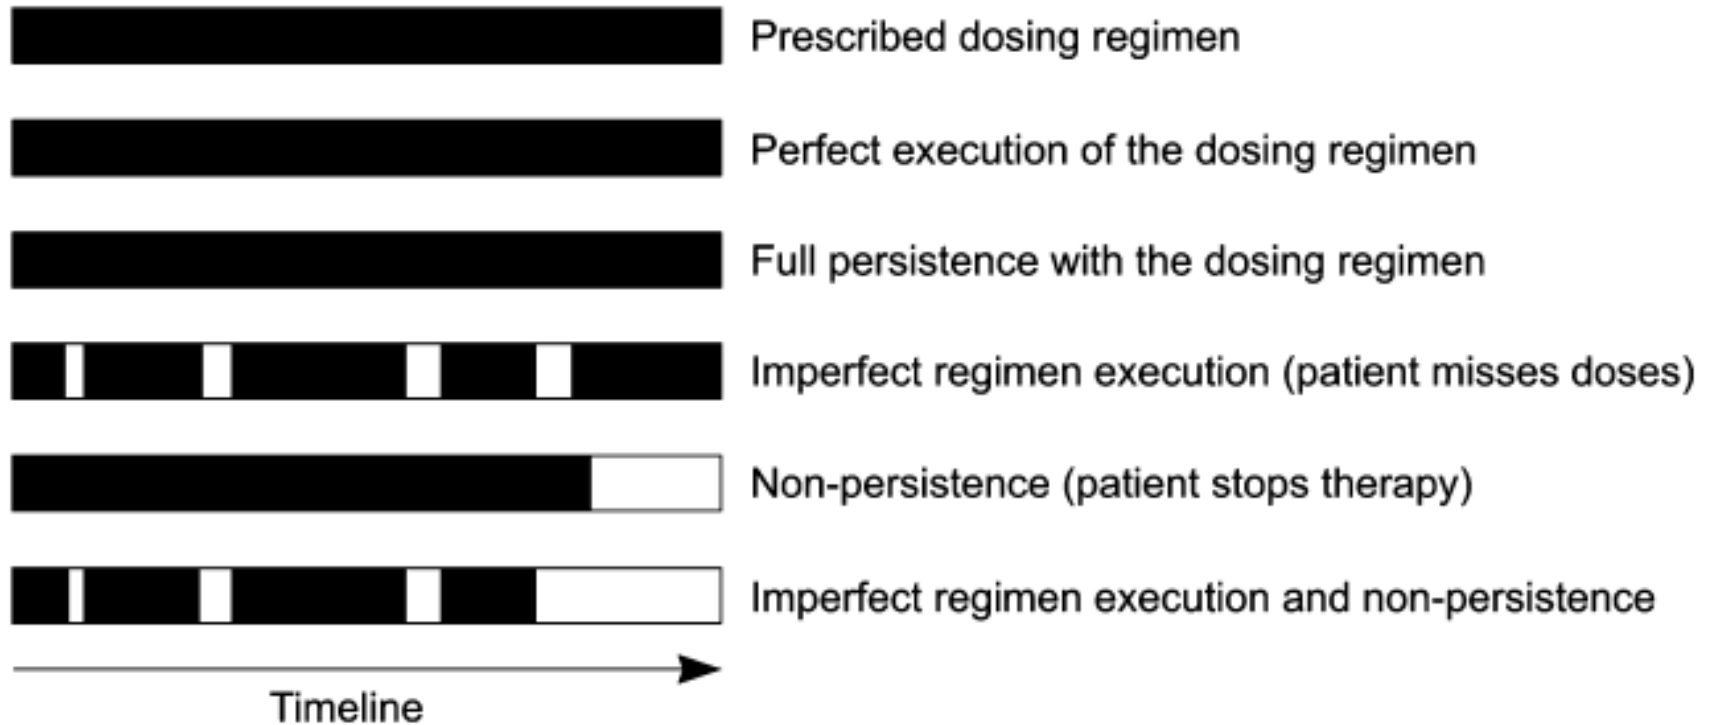 Prescribed dosing regimen
Perfect execution of the dosing regimen
Full persistence with the dosing regimen
Imperfect regimen execution (patient misses doses)
Non-persistence (patient stops therapy)
Imperfect regimen execution and non-persistence
Timeline